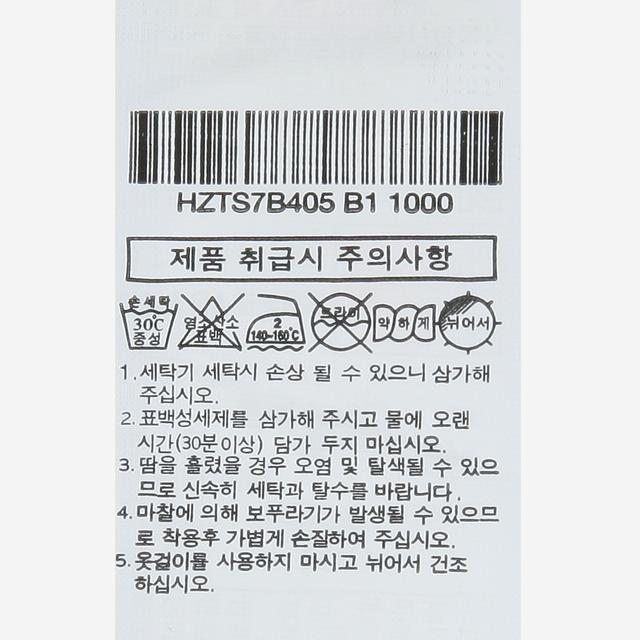 HZTS7B405 B1 1000
제품 취급시 주의사항
손세탁
30℃
중성
염소 산소
표백
2
140-160℃
드라이
약하게
뉘어서
1. 세탁기 세탁시 손상 될 수 있으니 삼가해
주십시오.
2. 표백성세제를 삼가해 주시고 물에 오랜
시간(30분이상) 담가 두지 마십시오.
3. 땀을 흘렸을 경우 오염 및 탈색될 수 있으
므로 신속히 세탁과 탈수를 바랍니다.
4. 마찰에 의해 보푸라기가 발생될 수 있으므
로 착용후 가볍게 손질하여 주십시오.
5. 옷걸이를 사용하지 마시고 뉘어서 건조
하십시오.